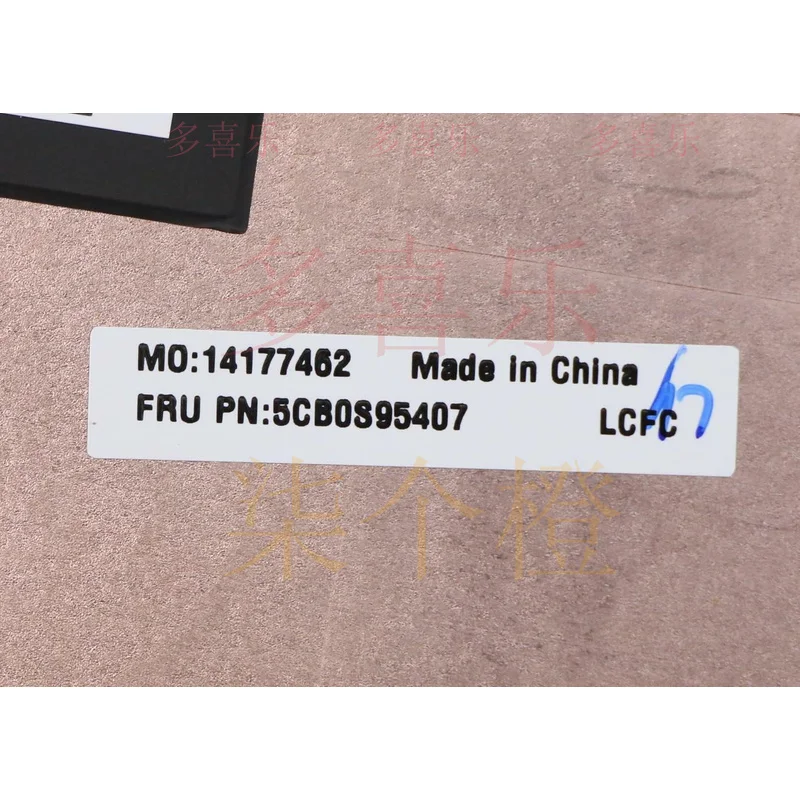 多喜乐 多喜乐 多喜乐
多喜乐
MO:14177462 Made in China
FRU PN:5CB0S95407 LCFC
柒个橙